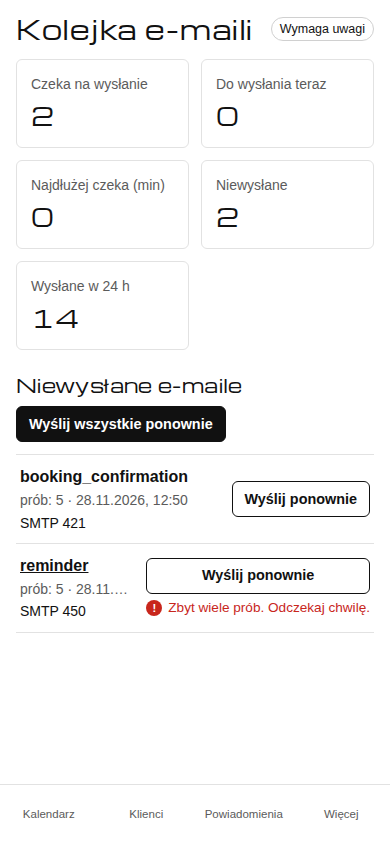 Kolejka e-maili
Wymaga uwagi
Czeka na wysłanie
2
Do wysłania teraz
0
Najdłużej czeka (min)
0
Niewysłane
2
Wysłane w 24 h
14
Niewysłane e-maile
Wyślij wszystkie ponownie
booking_confirmation
prób: 5 · 28.11.2026, 12:50
SMTP 421
Wyślij ponownie
reminder
prób: 5 · 28.11.…
SMTP 450
Wyślij ponownie
! Zbyt wiele prób. Odczekaj chwilę.
Kalendarz
Klienci
Powiadomienia
Więcej